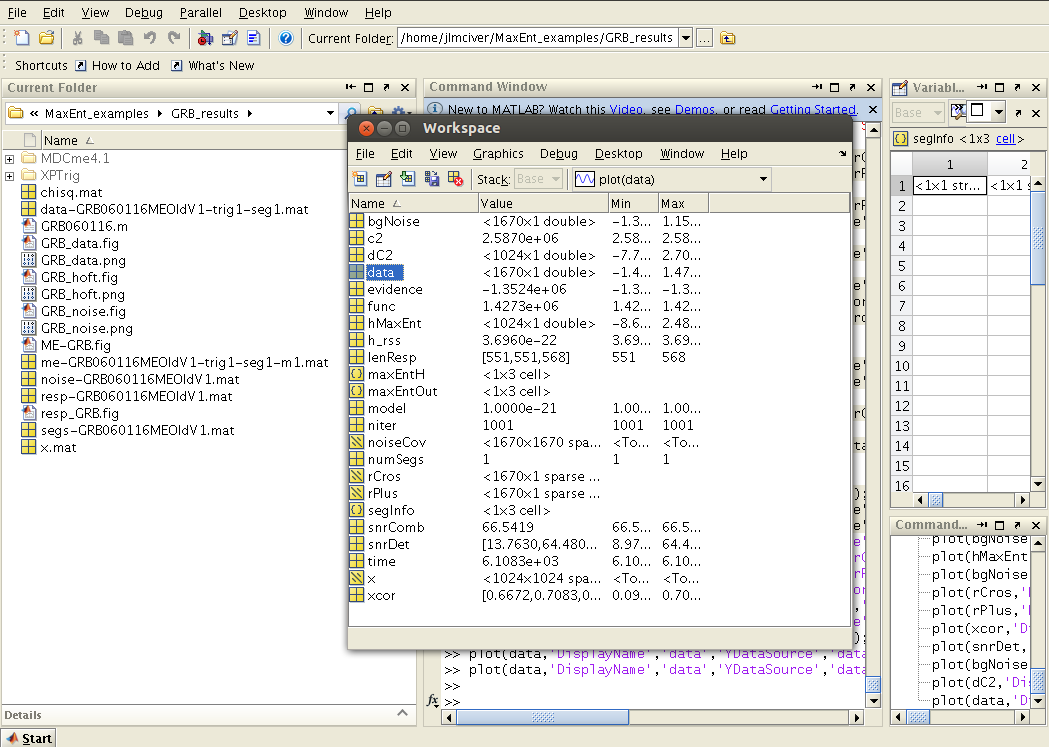 File Edit View Debug Parallel Desktop Window Help
Current Folder: /home/jlmciver/MaxEnt_examples/GRB_results ...
Shortcuts How to Add What's New
Current Folder
« MaxEnt_examples GRB_results
Name
MDCme4.1
XPTrig
chisq.mat
data-GRB060116MEOldV1-trig1-seg1.mat
GRB060116.m
GRB_data.fig
GRB_data.png
GRB_hoft.fig
GRB_hoft.png
GRB_noise.fig
GRB_noise.png
ME-GRB.fig
me-GRB060116MEOldV1-trig1-seg1-m1.mat
noise-GRB060116MEOldV1.mat
resp-GRB060116MEOldV1.mat
resp_GRB.fig
segs-GRB060116MEOldV1.mat
x.mat
Details
Start
Command Window
New to MATLAB? Watch this Video, see Demos, or read Getting Started.
Workspace
File Edit View Graphics Debug Desktop Window Help
Stack: Base plot(data)
Name Value Min Max
bgNoise <1670x1 double> -1.3... 1.15...
c2 2.5870e+06 2.58... 2.58...
dC2 <1024x1 double> -7.7... 2.70...
data <1670x1 double> -1.4... 1.47...
evidence -1.3524e+06 -1.3... -1.3...
func 1.4273e+06 1.42... 1.42...
hMaxEnt <1024x1 double> -8.6... 2.48...
h_rss 3.6960e-22 3.69... 3.69...
lenResp [551,551,568] 551 568
maxEntH <1x3 cell>
maxEntOut <1x3 cell>
model 1.0000e-21 1.00... 1.00...
niter 1001 1001 1001
noiseCov <1670x1670 spa... <To... <To...
numSegs 1 1 1
rCros <1670x1 sparse ...
rPlus <1670x1 sparse ...
segInfo <1x3 cell>
snrComb 66.5419 66.5... 66.5...
snrDet [13.7630,64.480... 8.97... 64.4...
time 6.1083e+03 6.10... 6.10...
x <1024x1024 spa... <To... <To...
xcor [0.6672,0.7083,0... 0.09... 0.70...
>> plot(data,'DisplayName','data','YDataSource','data
>> plot(data,'DisplayName','data','YDataSource','data
>>
fx >>
Variabl...
Base
segInfo <1x3 cell>
1 2
1 <1x1 str... <1x1 s
2
3
4
5
6
7
8
9
10
11
12
13
14
15
16
Command...
plot(bgNoise
plot(hMaxEnt
plot(bgNoise
plot(rCros,'
plot(rPlus,'
plot(xcor,'D
plot(snrDet,
plot(bgNoise
plot(dC2,'Di
plot(data,'D